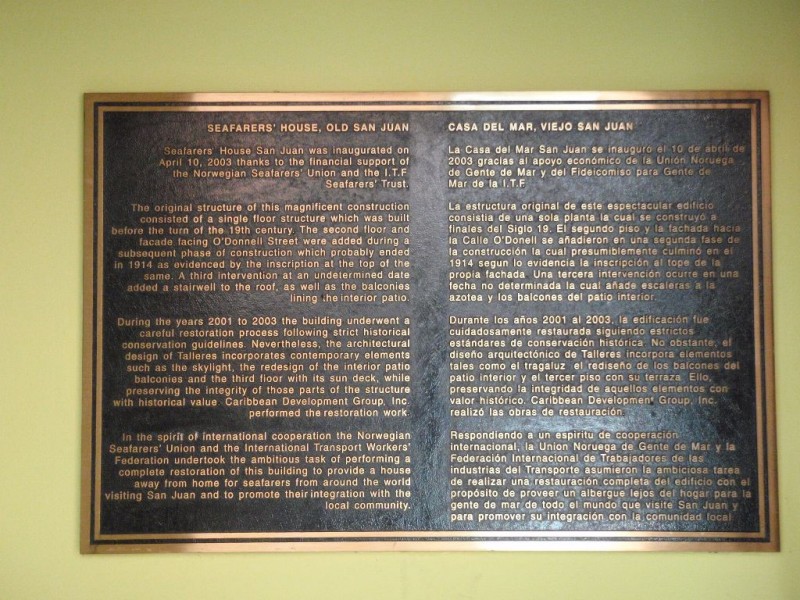 SEAFARERS' HOUSE, OLD SAN JUAN
Seafarers' House San Juan was inaugurated on
April 10, 2003 thanks to the financial support of
the Norwegian Seafarers' Union and the I.T.F
Seafarers' Trust.
The original structure of this magnificent construction
consisted of a single floor structure which was built
before the turn of the 19th century. The second floor and
facade facing O'Donnell Street were added during a
subsequent phase of construction which probably ended
in 1914 as evidenced by the inscription at the top of the
same. A third intervention at an undetermined date
added a stairwell to the roof, as well as the balconies
lining the interior patio.
During the years 2001 to 2003 the building underwent a
careful restoration process following strict historical
conservation guidelines. Nevertheless, the architectural
design of Talleres incorporates contemporary elements
such as the skylight, the redesign of the interior patio
balconies and the third floor with its sun deck, while
preserving the integrity of those parts of the structure
with historical value. Caribbean Development Group, Inc
performed the restoration work.
In the spirit of international cooperation the Norwegian
Seafarers' Union and the International Transport Workers'
Federation undertook the ambitious task of performing a
complete restoration of this building to provide a house
away from home for seafarers from around the world
visiting San Juan and to promote their integration with the
local community.
CASA DEL MAR, VIEJO SAN JUAN
La Casa del Mar San Juan se inauguró el 10 de abril de
2003 gracias al apoyo económico de la Unión Noruega
de Gente de Mar y del Fideicomiso para Gente de
Mar de la I.T.F
La estructura original de este espectacular edificio
consistia de una sola planta la cual se construyó a
finales del Siglo 19. El segundo piso y la fachada hacia
la Calle O'Donell se añadieron en una segunda fase de
la construcción la cual presumiblemente culminó en el
1914 segun lo evidencia la inscripción al tope de la
propia fachada. Una tercera intervención ocurre en una
fecha no determinada la cual añade escaleras a la
azotea y los balcones del patio interior.
Durante los años 2001 al 2003, la edificación fue
cuidadosamente restaurada siguiendo estrictos
estándares de conservación histórica. No obstante, el
diseño arquitectónico de Talleres incorpora elementos
tales como el tragaluz, el rediseño de los balcones del
patio interior y el tercer piso con su terraza. Ello,
preservando la integridad de aquellos elementos con
valor histórico. Caribbean Development Group, Inc.
realizó las obras de restauración.
Respondiendo a un espiritu de cooperación
internacional, la Union Noruega de Gente de Mar y la
Federación Internacional de Trabajadores de las
industrias del Transporte asumieron la ambiciosa tarea
de realizar una restauración completa del edificio con el
propósito de proveer un albergue lejos del hogar para la
gente de mar de todo el mundo que visite San Juan y
para promover su integración con la comunidad local